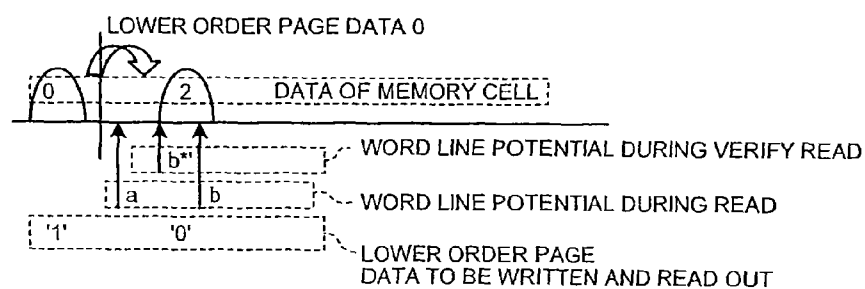 LOWER ORDER PAGE DATA 0
0 2 DATA OF MEMORY CELL
b*' WORD LINE POTENTIAL DURING VERIFY READ
a b WORD LINE POTENTIAL DURING READ
'1' '0'
LOWER ORDER PAGE
DATA TO BE WRITTEN AND READ OUT